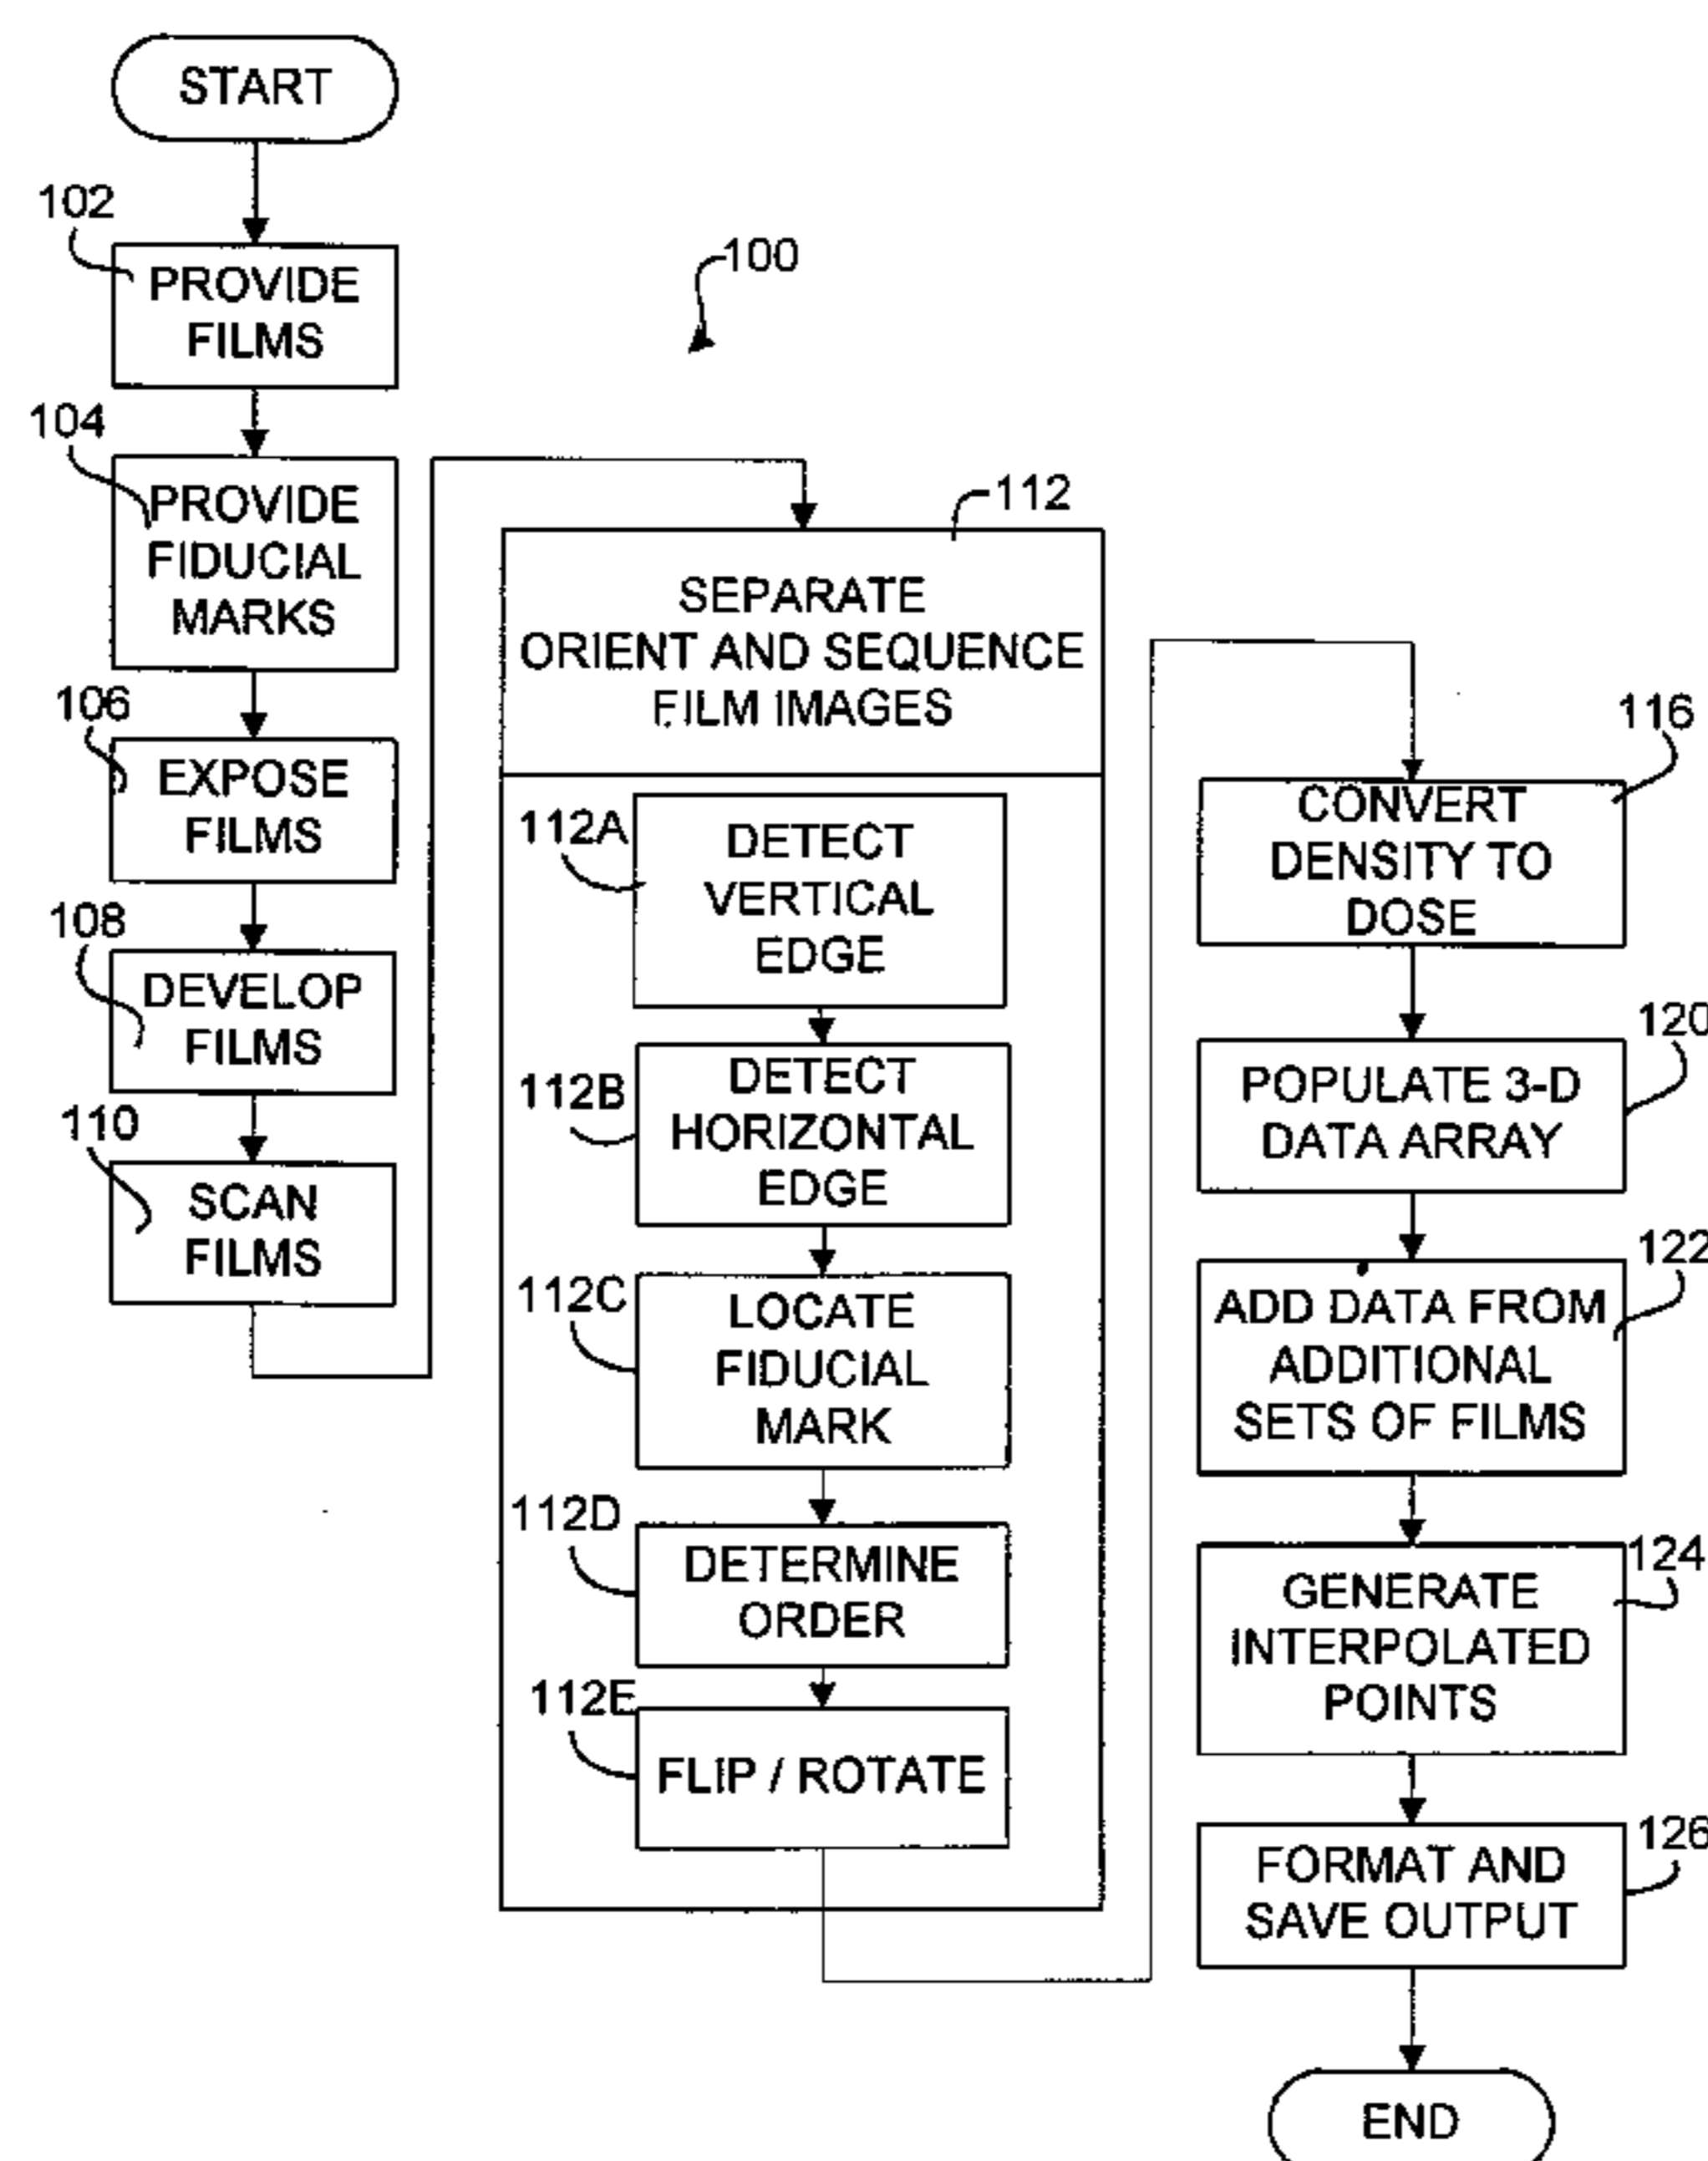 START
102
PROVIDE
FILMS
100
104
PROVIDE
FIDUCIAL
MARKS
106
EXPOSE
FILMS
108
DEVELOP
FILMS
110
SCAN
FILMS
112
SEPARATE
ORIENT AND SEQUENCE
FILM IMAGES
112A
DETECT
VERTICAL
EDGE
112B
DETECT
HORIZONTAL
EDGE
112C
LOCATE
FIDUCIAL
MARK
112D
DETERMINE
ORDER
112E
FLIP / ROTATE
116
CONVERT
DENSITY TO
DOSE
120
POPULATE 3-D
DATA ARRAY
122
ADD DATA FROM
ADDITIONAL
SETS OF FILMS
124
GENERATE
INTERPOLATED
POINTS
126
FORMAT AND
SAVE OUTPUT
END